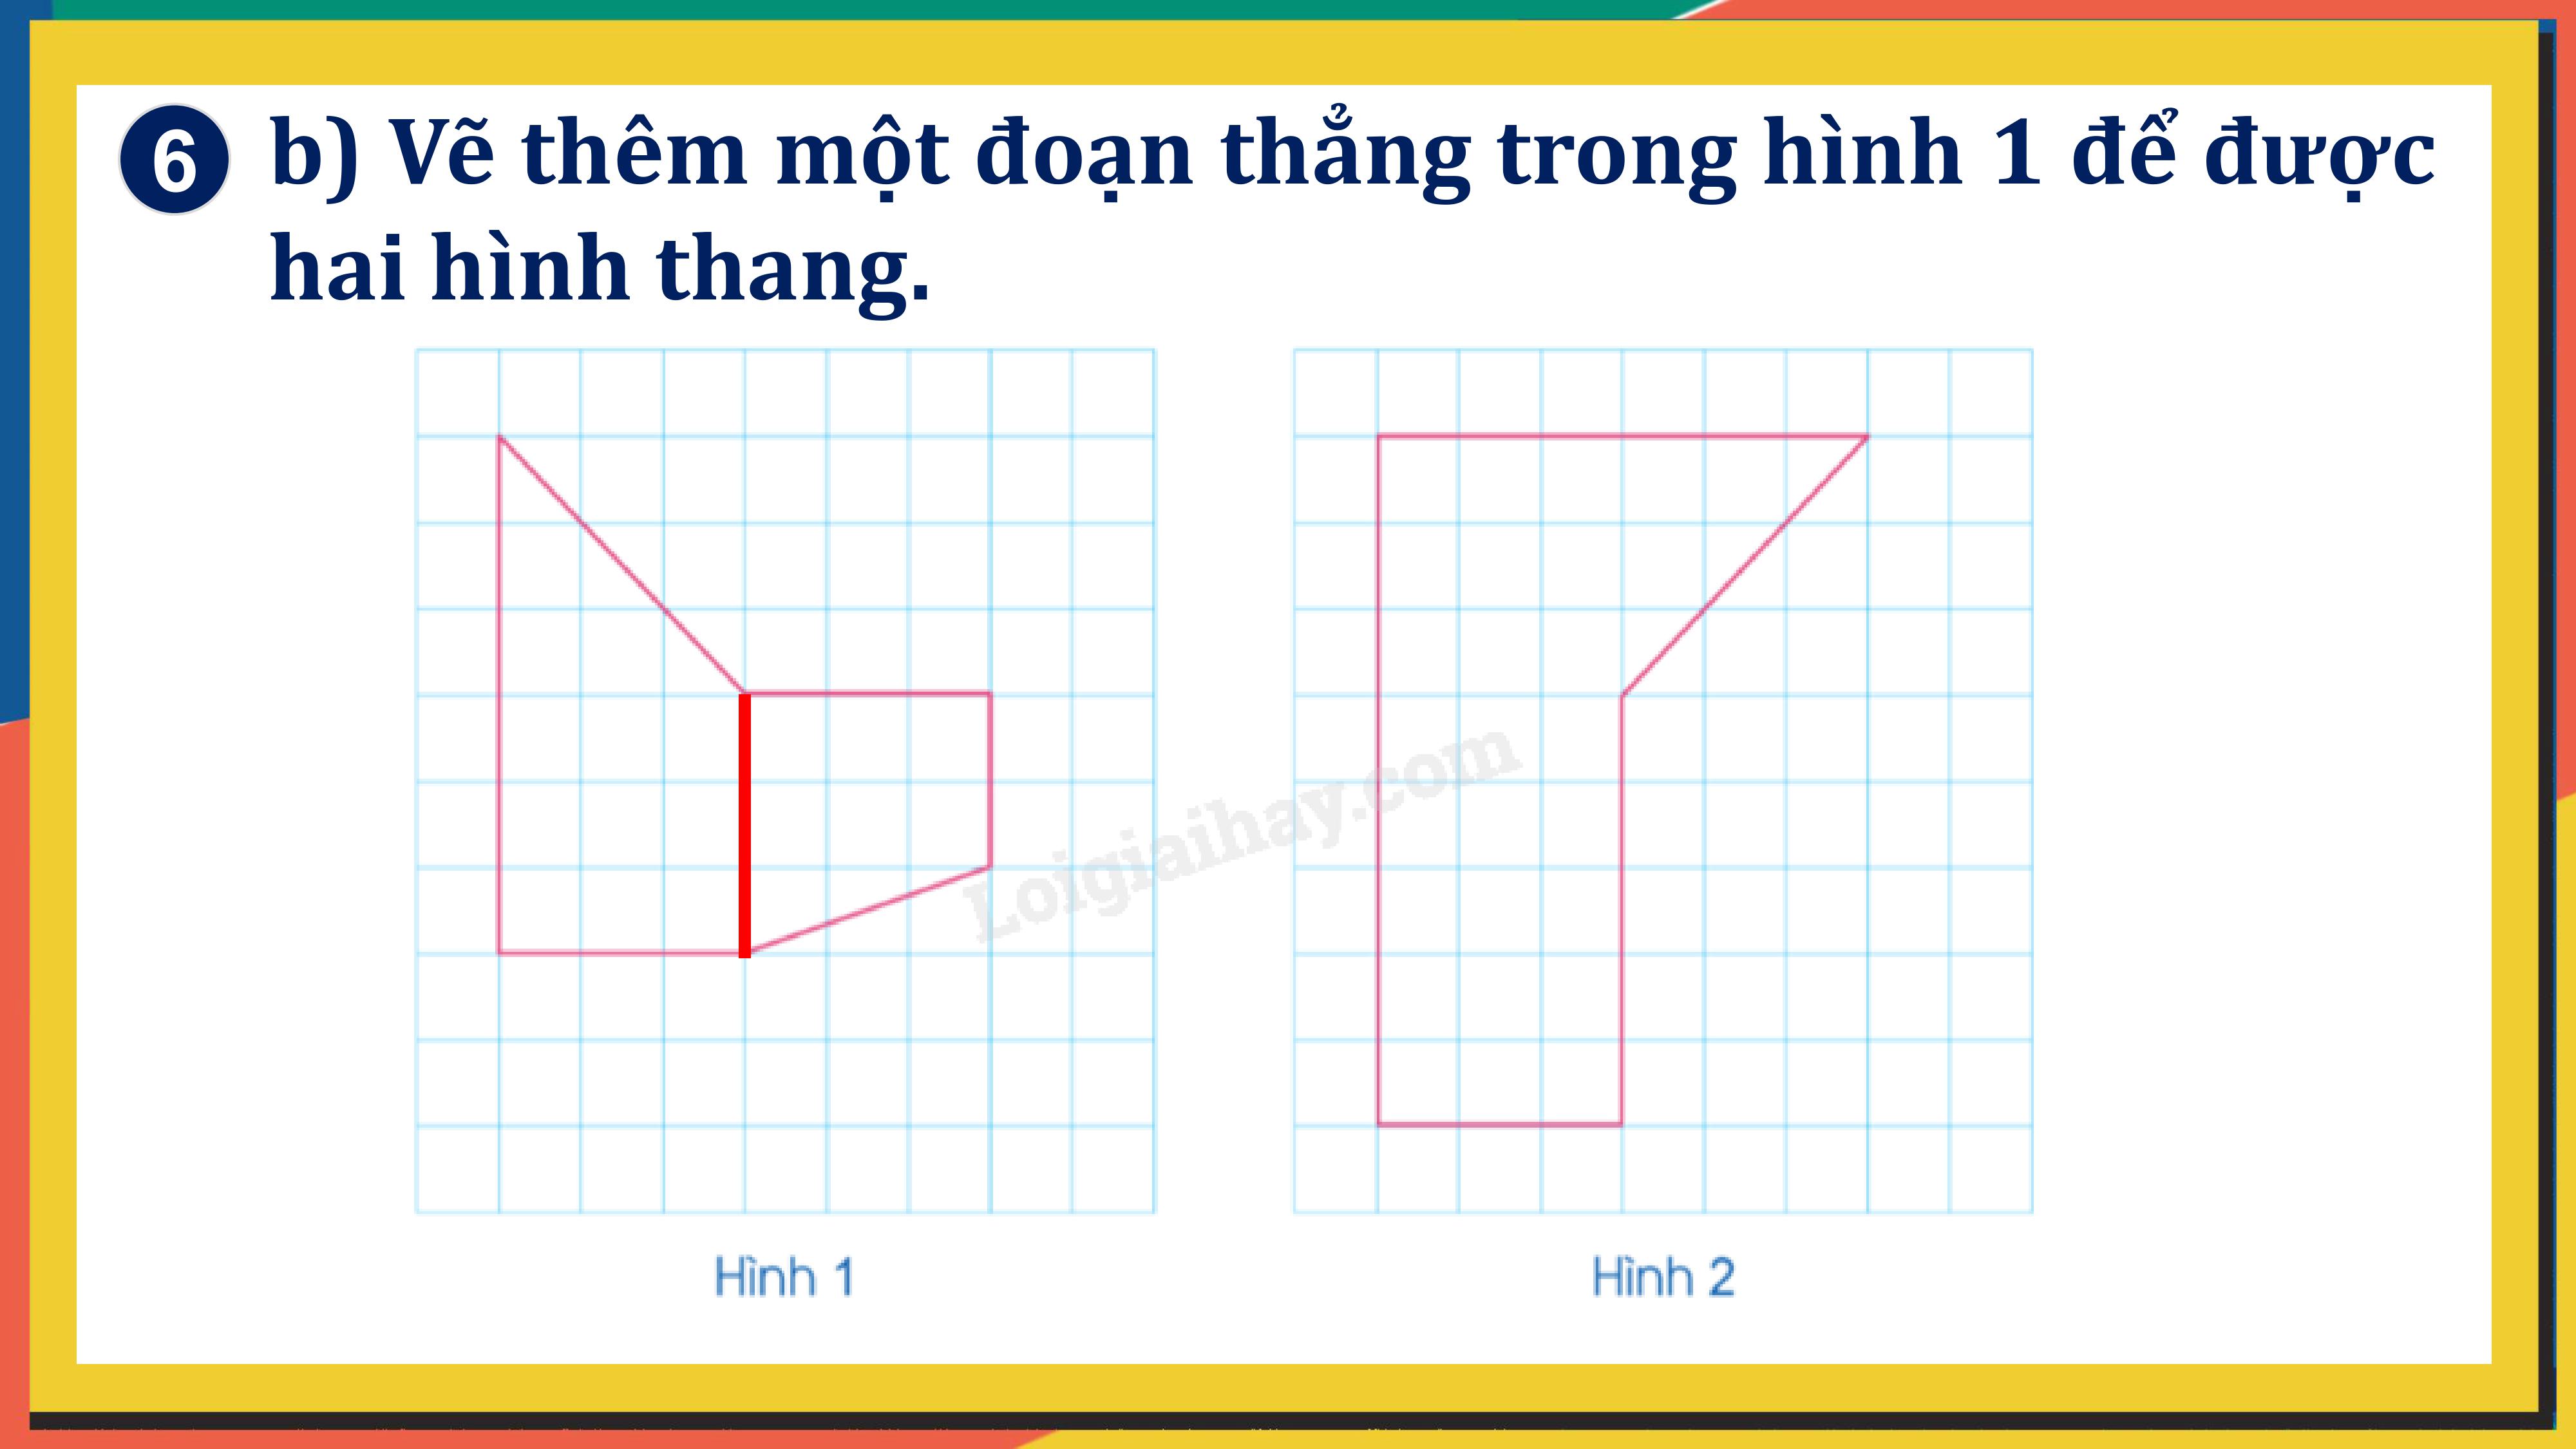 6 b) Vẽ thêm một đoạn thẳng trong hình 1 để được
hai hình thang.
Loigiaihay.com
Hình 1
Hình 2